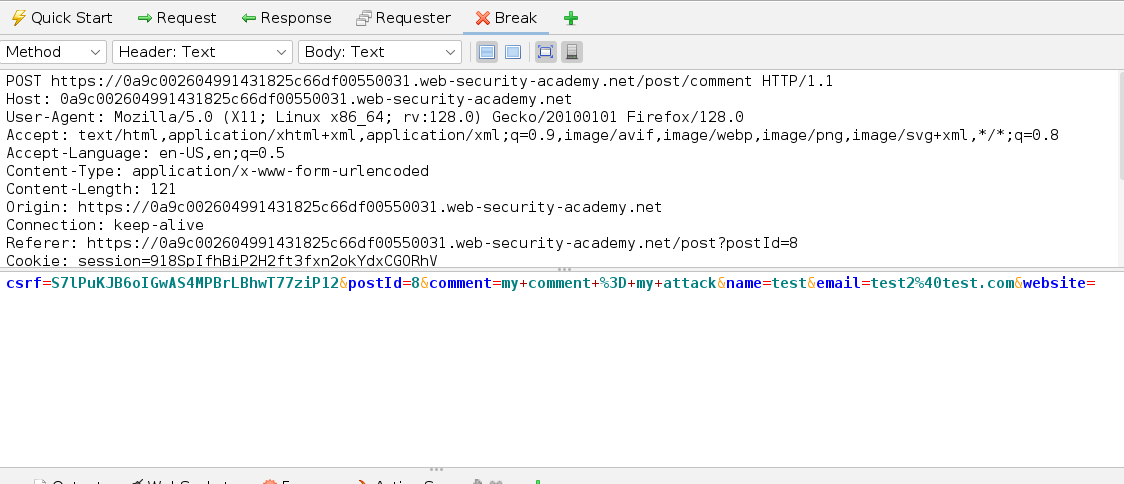 Quick Start Request Response Requester Break
Method Header: Text Body: Text
POST https://0a9c002604991431825c66df00550031.web-security-academy.net/post/comment HTTP/1.1
Host: 0a9c002604991431825c66df00550031.web-security-academy.net
User-Agent: Mozilla/5.0 (X11; Linux x86_64; rv:128.0) Gecko/20100101 Firefox/128.0
Accept: text/html,application/xhtml+xml,application/xml;q=0.9,image/avif,image/webp,image/png,image/svg+xml,*/*;q=0.8
Accept-Language: en-US,en;q=0.5
Content-Type: application/x-www-form-urlencoded
Content-Length: 121
Origin: https://0a9c002604991431825c66df00550031.web-security-academy.net
Connection: keep-alive
Referer: https://0a9c002604991431825c66df00550031.web-security-academy.net/post?postId=8
Cookie: session=918SpIfhBiP2H2ft3fxn2okYdxCGORhV
csrf=S7lPuKJB6oIGwAS4MPBrLBhwT77ziP12&postId=8&comment=my+comment+%3D+my+attack&name=test&email=test2%40test.com&website=